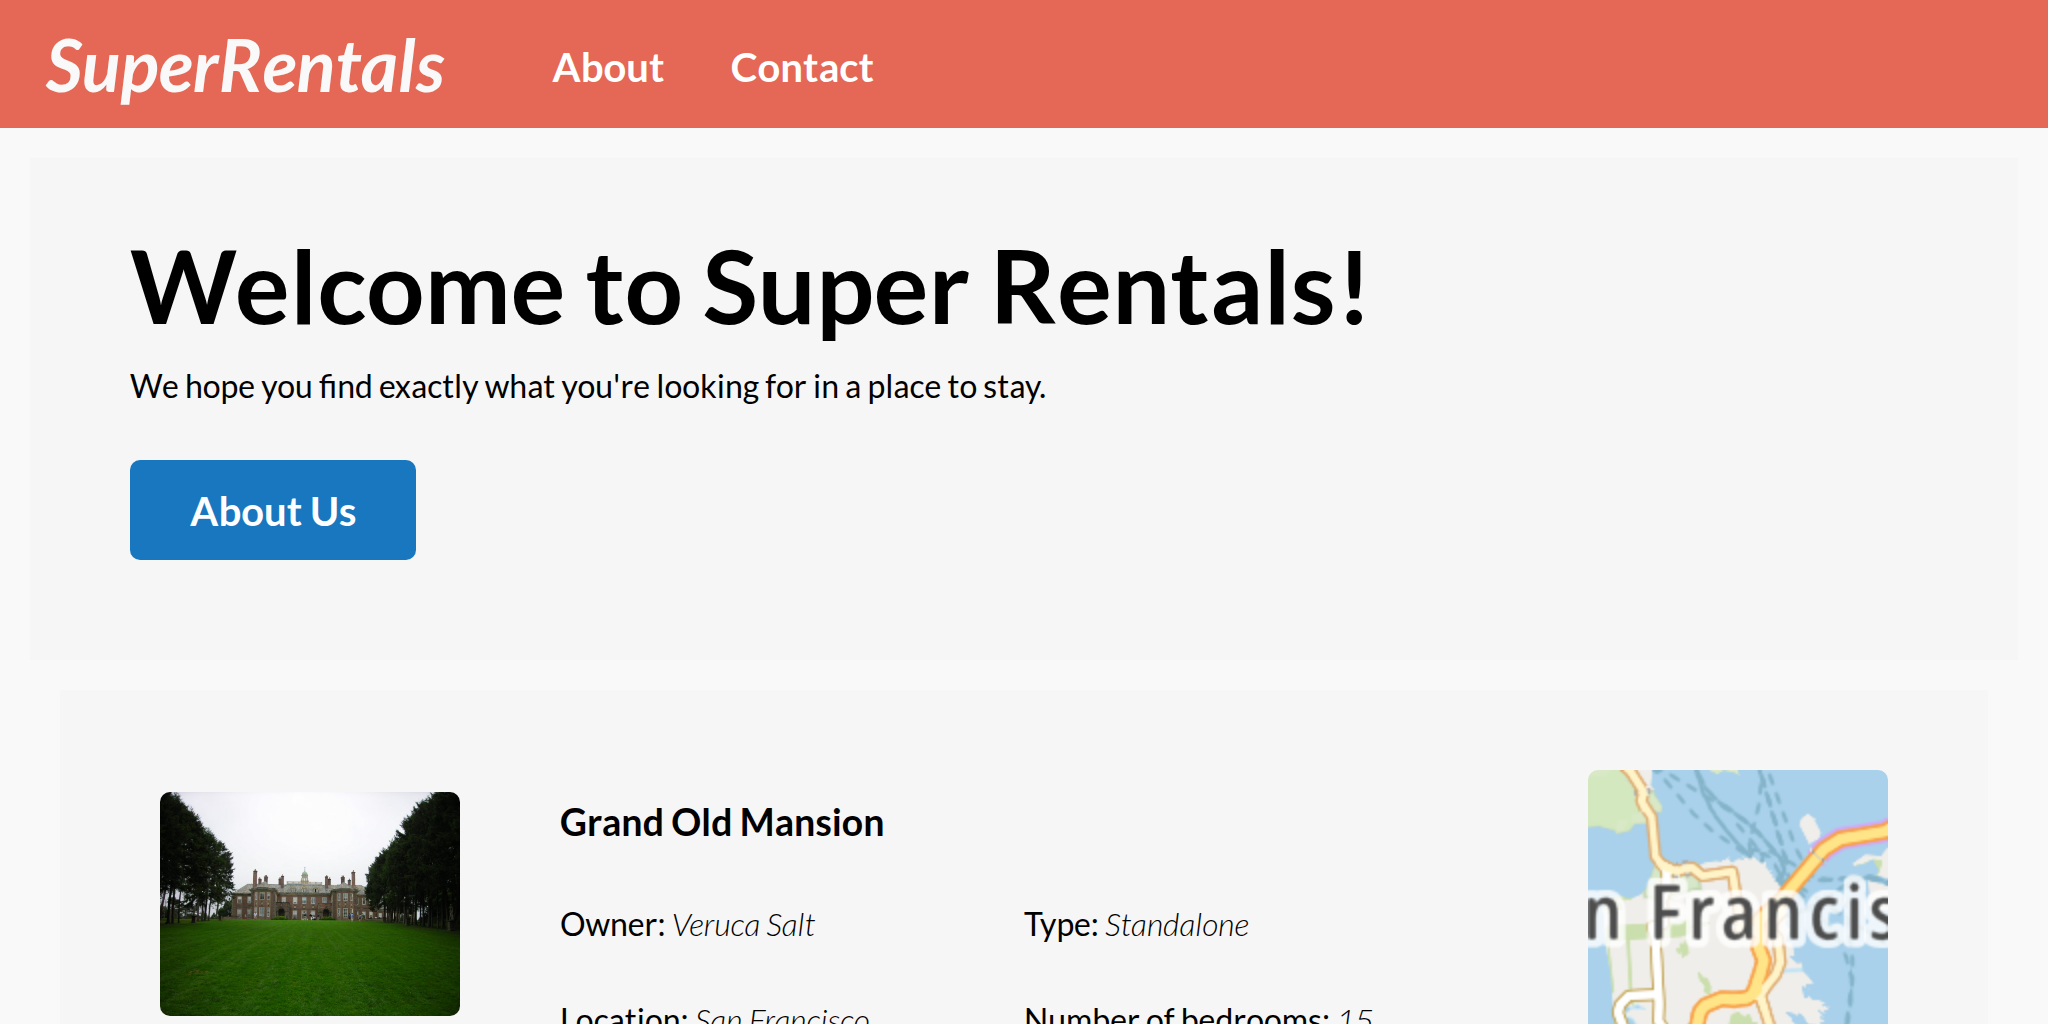 SuperRentals About Contact
Welcome to Super Rentals!
We hope you find exactly what you're looking for in a place to stay.
About Us
Grand Old Mansion
Owner: Veruca Salt Type: Standalone
n Francis
Location: San Francisco Number of bedrooms: 15